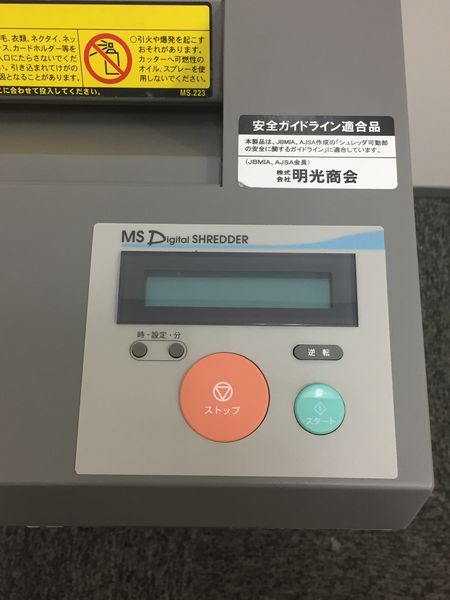 毛、衣類、ネクタイ、ネッ
ス、カードホルダー等を
入口にたらさないでくだ
い。引き込まれてけがの
因となることがあります。
○引火や爆発を起こす
おそれがあります。
カッターへ可燃性の
オイル、スプレーを使
用しないでください。
こに合わせて投入してください。
MS.223
安全ガイドライン適合品
本製品は、JBMIA、AJSA作成の「シュレッダ可動部
の安全に関するガイドライン」に適合しています。
(JBMIA、AJSA会員)
株式会社 明光商会
MS Digital SHREDDER
時・設定・分
逆転
ストップ
スタート